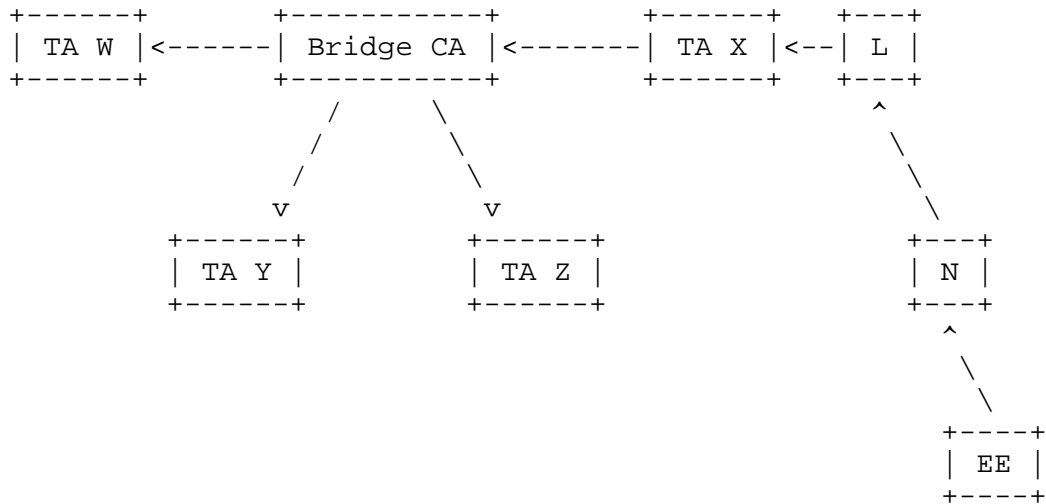 +------+      +-----------+          +------+   +---+
| TA W |<------| Bridge CA |<-------| TA X |<--| L |
+------+      +-----------+          +------+   +---+
                 /      \                         ^
                /        \                         \
               /          \                         \
              v            v                         \
         +------+        +------+                  +---+
         | TA Y |        | TA Z |                  | N |
         +------+        +------+                  +---+
                                                     ^
                                                      \
                                                       \
                                                     +----+
                                                     | EE |
                                                     +----+